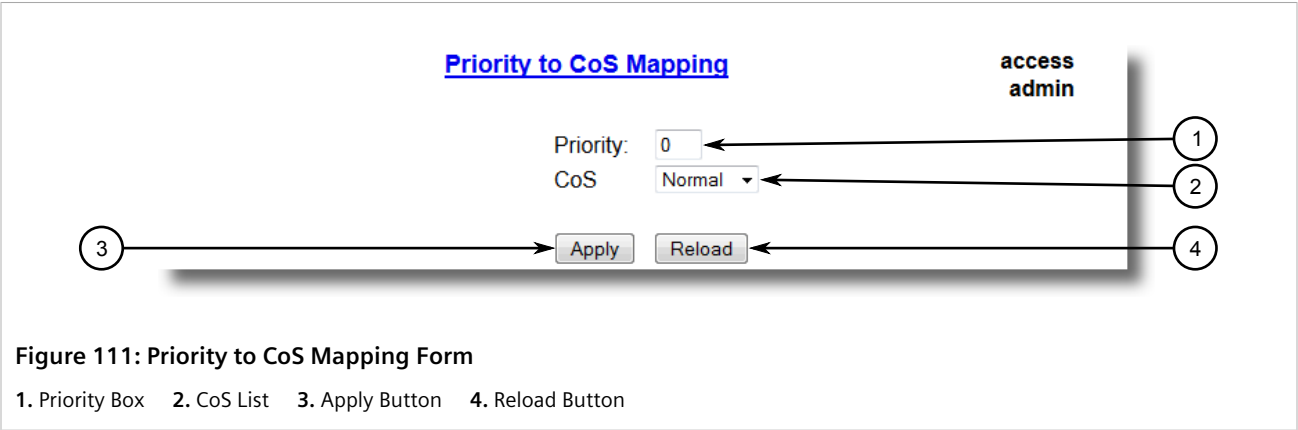 Priority to CoS Mapping
access
admin
Priority: 0
1
CoS Normal
2
3
Apply Reload
4
Figure 111: Priority to CoS Mapping Form
1. Priority Box 2. CoS List 3. Apply Button 4. Reload Button